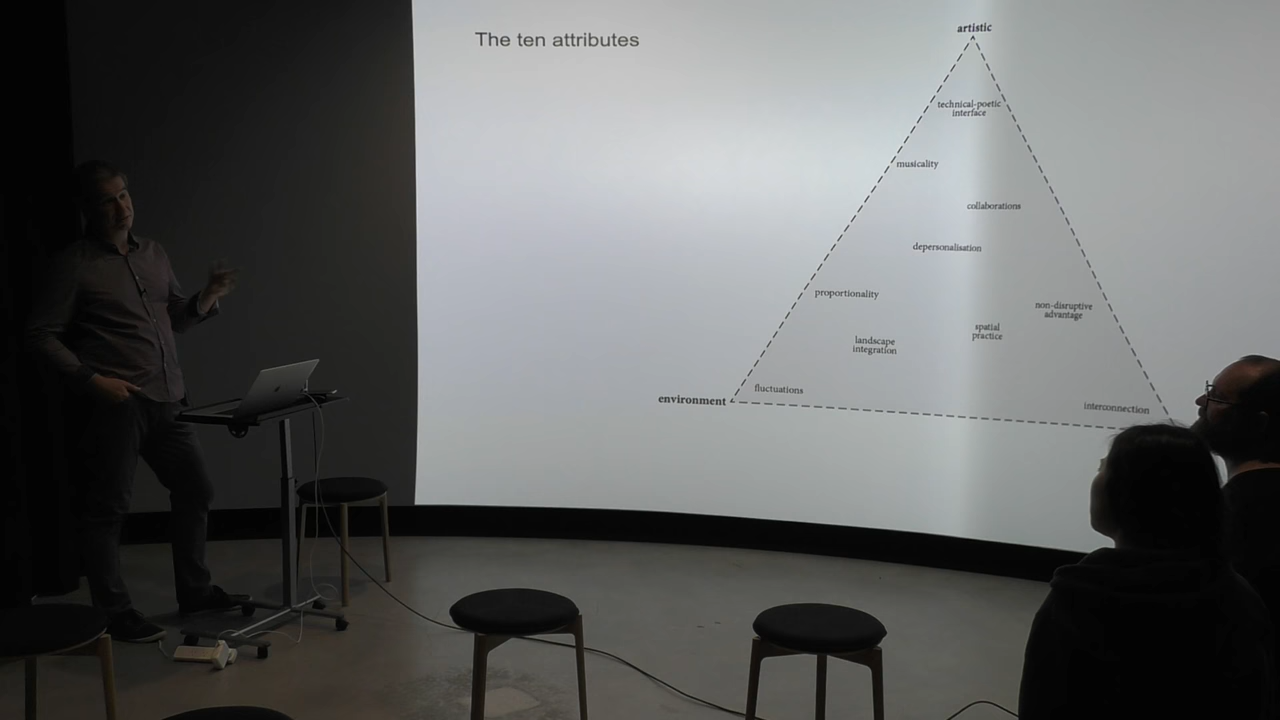 The ten attributes
artistic
technical-poetic
interface
musicality
collaborations
depersonalisation
proportionality
non-disruptive
advantage
spatial
practice
landscape
integration
fluctuations
environment
interconnection